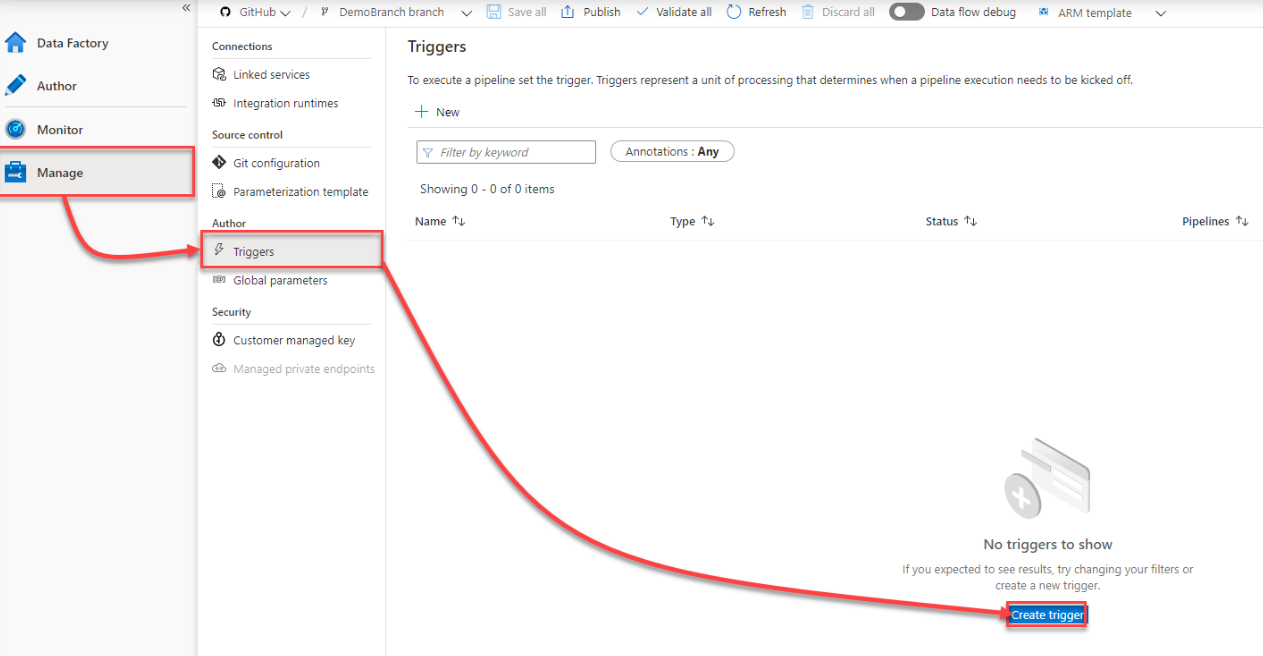 «
Data Factory
Author
Monitor
Manage
GitHub / DemoBranch branch Save all Publish Validate all Refresh Discard all Data flow debug ARM template
Connections
Linked services
Integration runtimes
Source control
Git configuration
Parameterization template
Author
Triggers
Global parameters
Security
Customer managed key
Managed private endpoints
Triggers
To execute a pipeline set the trigger. Triggers represent a unit of processing that determines when a pipeline execution needs to be kicked off.
+ New
Filter by keyword Annotations : Any
Showing 0 - 0 of 0 items
Name ↑↓ Type ↑↓ Status ↑↓ Pipelines ↑↓
No triggers to show
If you expected to see results, try changing your filters or
create a new trigger.
Create trigger